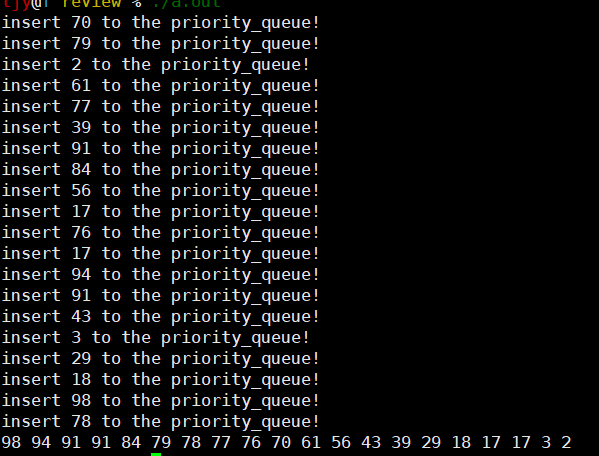 tjy@T review % ./a.out
insert 70 to the priority_queue!
insert 79 to the priority_queue!
insert 2 to the priority_queue!
insert 61 to the priority_queue!
insert 77 to the priority_queue!
insert 39 to the priority_queue!
insert 91 to the priority_queue!
insert 84 to the priority_queue!
insert 56 to the priority_queue!
insert 17 to the priority_queue!
insert 76 to the priority_queue!
insert 17 to the priority_queue!
insert 94 to the priority_queue!
insert 91 to the priority_queue!
insert 43 to the priority_queue!
insert 3 to the priority_queue!
insert 29 to the priority_queue!
insert 18 to the priority_queue!
insert 98 to the priority_queue!
insert 78 to the priority_queue!
98 94 91 91 84 79 78 77 76 70 61 56 43 39 29 18 17 17 3 2